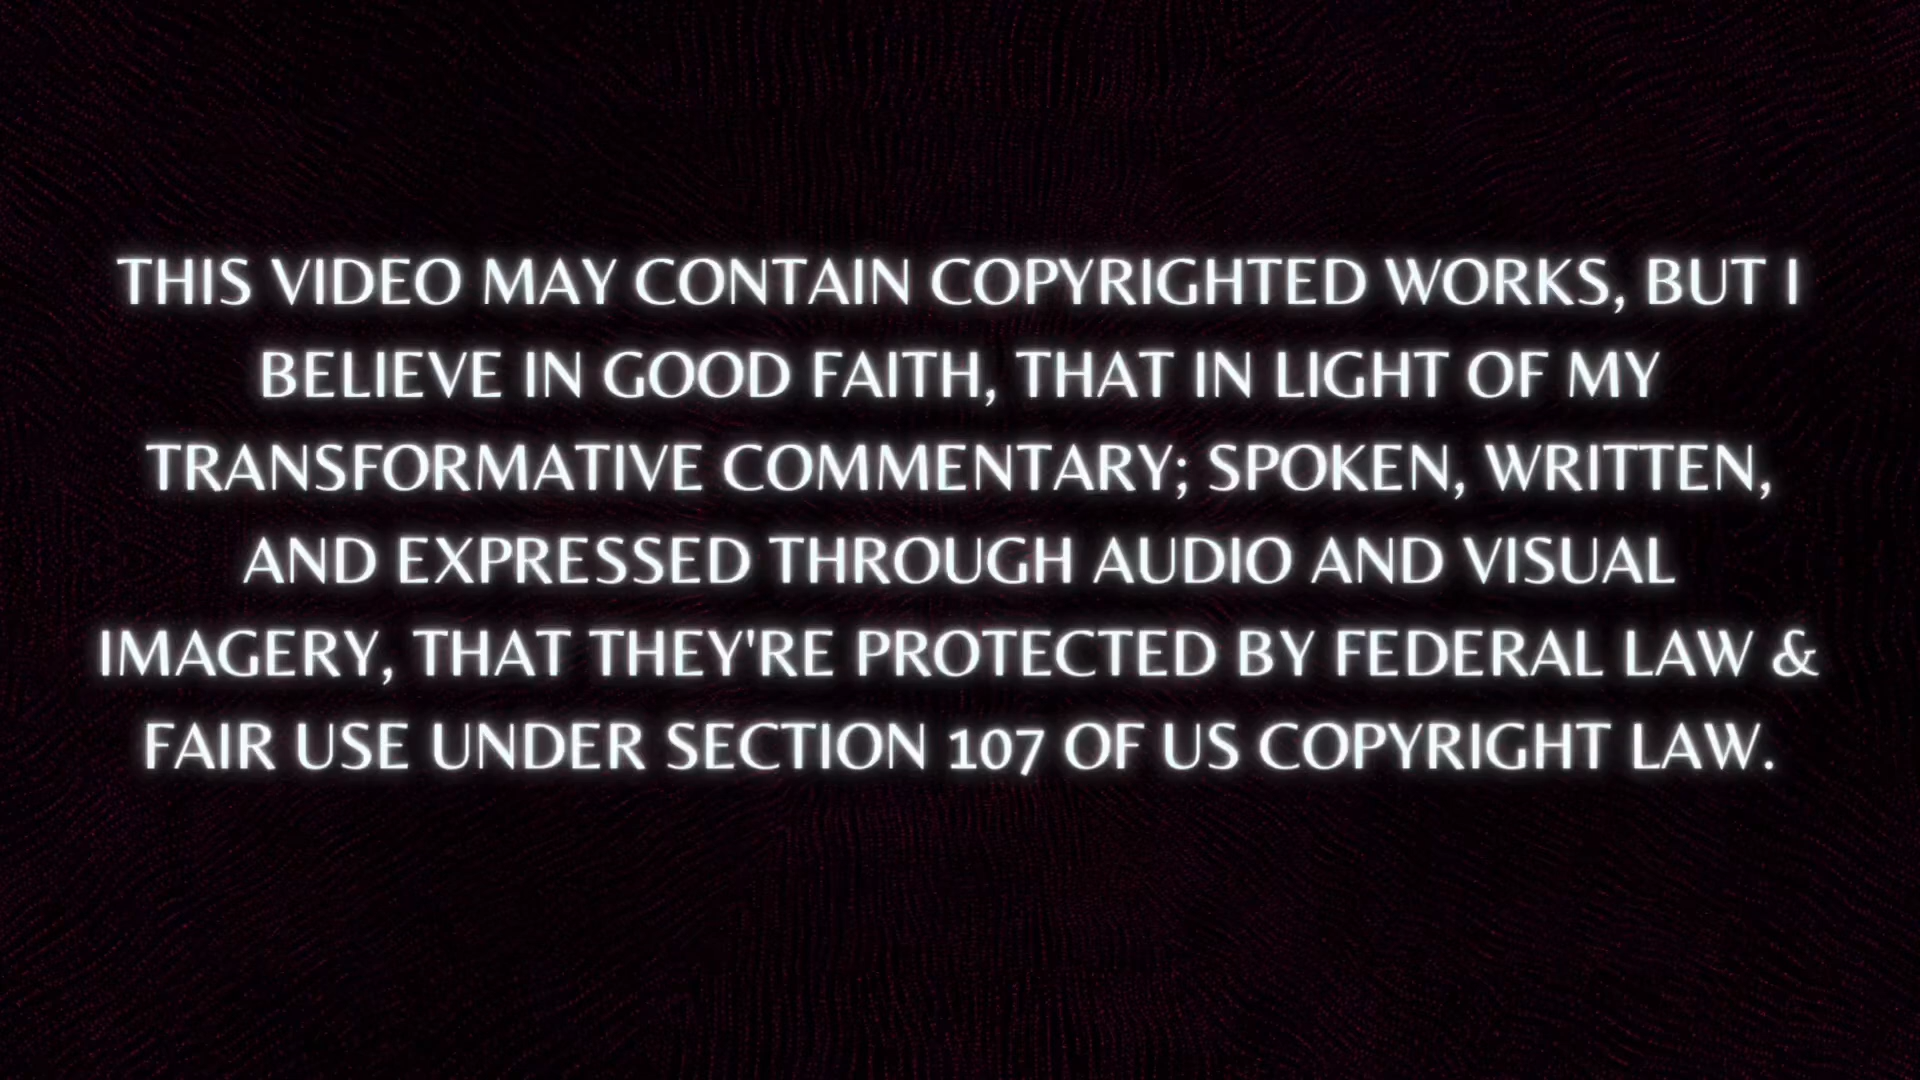 THIS VIDEO MAY CONTAIN COPYRIGHTED WORKS, BUT I
BELIEVE IN GOOD FAITH, THAT IN LIGHT OF MY
TRANSFORMATIVE COMMENTARY; SPOKEN, WRITTEN,
AND EXPRESSED THROUGH AUDIO AND VISUAL
IMAGERY, THAT THEY'RE PROTECTED BY FEDERAL LAW &
FAIR USE UNDER SECTION 107 OF US COPYRIGHT LAW.